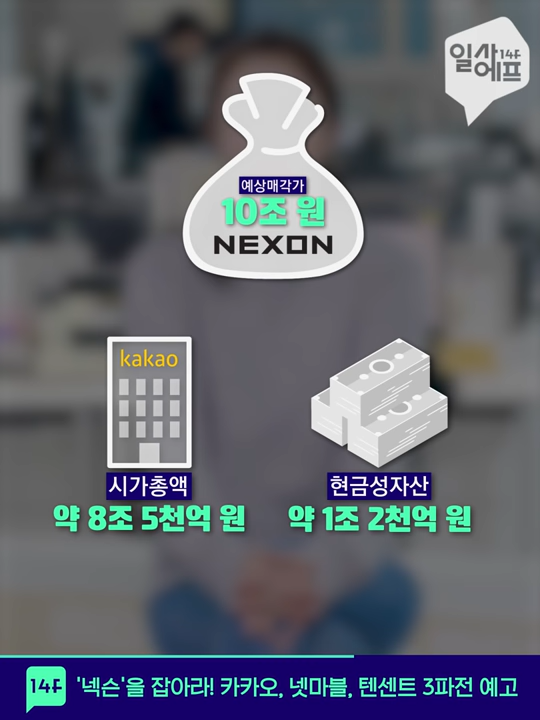 일사 14F
에프
예상매각가
10조 원
NEXON
kakao
시가총액
약 8조 5천억 원
현금성자산
약 1조 2천억 원
14F '넥슨'을 잡아라! 카카오, 넷마블, 텐센트 3파전 예고